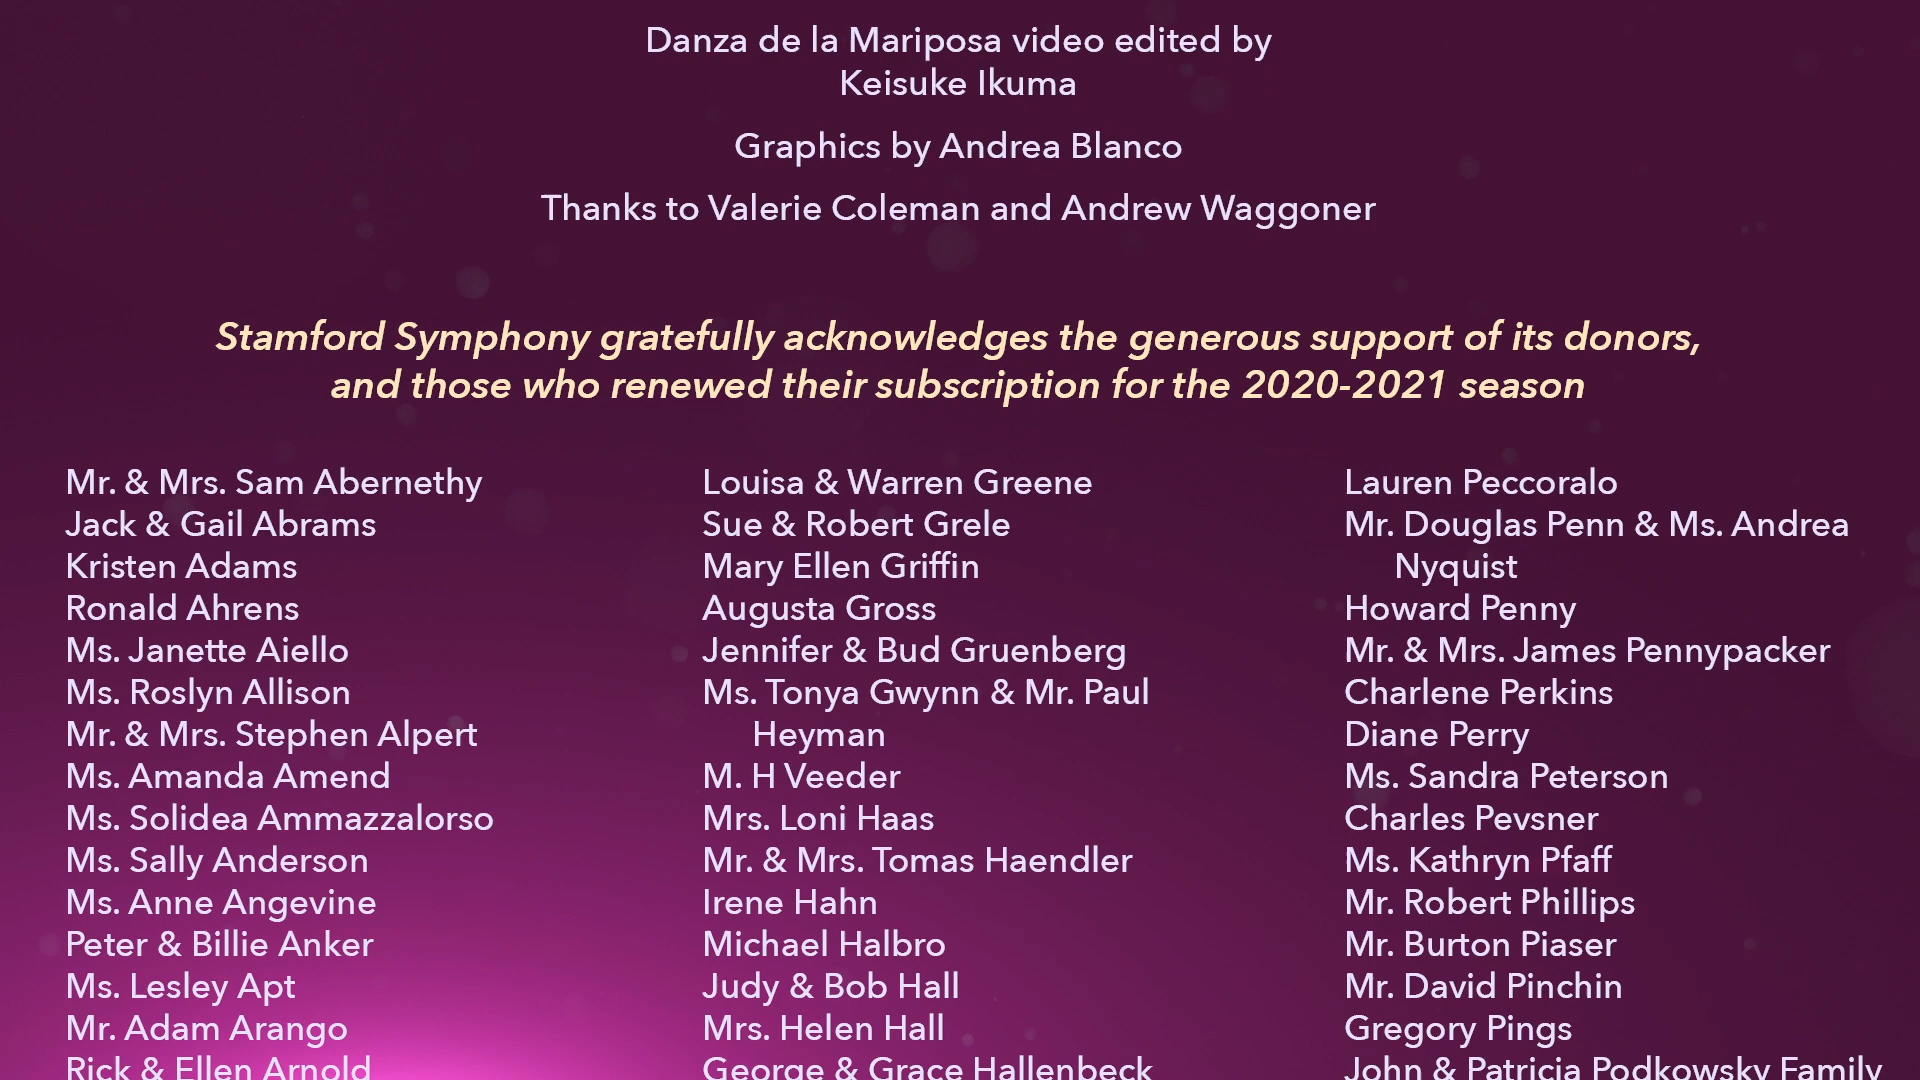 Danza de la Mariposa video edited by
Keisuke Ikuma
Graphics by Andrea Blanco
Thanks to Valerie Coleman and Andrew Waggoner
Stamford Symphony gratefully acknowledges the generous support of its donors,
and those who renewed their subscription for the 2020-2021 season
Mr. & Mrs. Sam Abernethy
Jack & Gail Abrams
Kristen Adams
Ronald Ahrens
Ms. Janette Aiello
Ms. Roslyn Allison
Mr. & Mrs. Stephen Alpert
Ms. Amanda Amend
Ms. Solidea Ammazzalorso
Ms. Sally Anderson
Ms. Anne Angevine
Peter & Billie Anker
Ms. Lesley Apt
Mr. Adam Arango
Rick & Ellen Arnold
Louisa & Warren Greene
Sue & Robert Grele
Mary Ellen Griffin
Augusta Gross
Jennifer & Bud Gruenberg
Ms. Tonya Gwynn & Mr. Paul
Heyman
M. H Veeder
Mrs. Loni Haas
Mr. & Mrs. Tomas Haendler
Irene Hahn
Michael Halbro
Judy & Bob Hall
Mrs. Helen Hall
George & Grace Hallenbeck
Lauren Peccoralo
Mr. Douglas Penn & Ms. Andrea
Nyquist
Howard Penny
Mr. & Mrs. James Pennypacker
Charlene Perkins
Diane Perry
Ms. Sandra Peterson
Charles Pevsner
Ms. Kathryn Pfaff
Mr. Robert Phillips
Mr. Burton Piaser
Mr. David Pinchin
Gregory Pings
John & Patricia Podkowsky Family